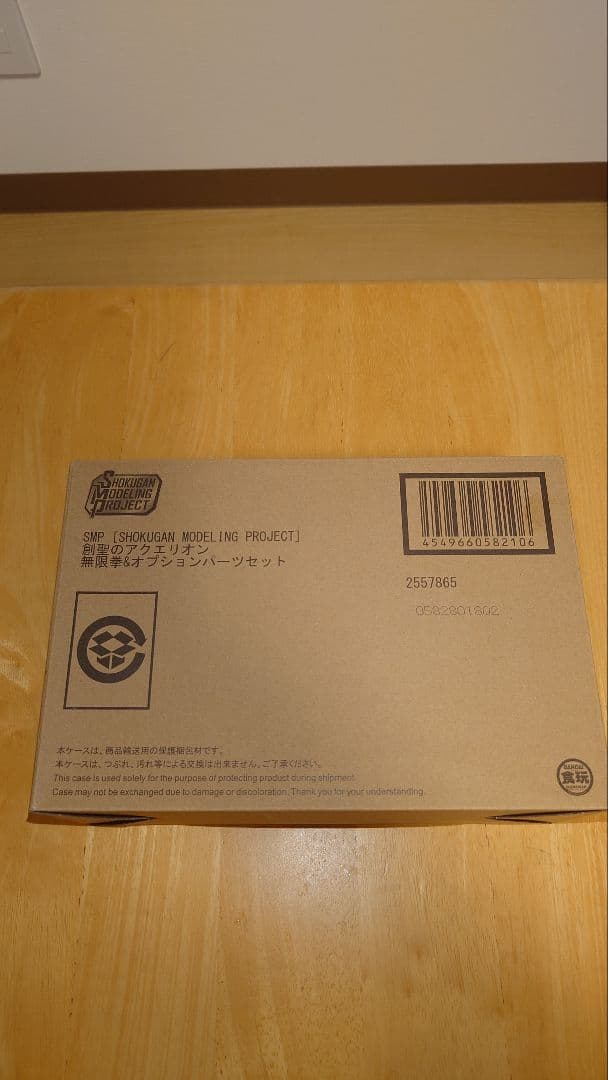 SHOKUGAN
MODELING
PROJECT
SMP [SHOKUGAN MODELING PROJECT]
創聖のアクエリオン
無限拳&オプションパーツセット
4549660582106
2557865
0582801802
本ケースは、商品輸送用の保護梱包材です。
本ケースは、つぶれ、汚れ等による交換は出来ません。ご了承ください。
This case is used solely for the purpose of protecting product during shipment.
Case may not be exchanged due to damage or discoloration. Thank you for your understanding.
BANDAI
食玩